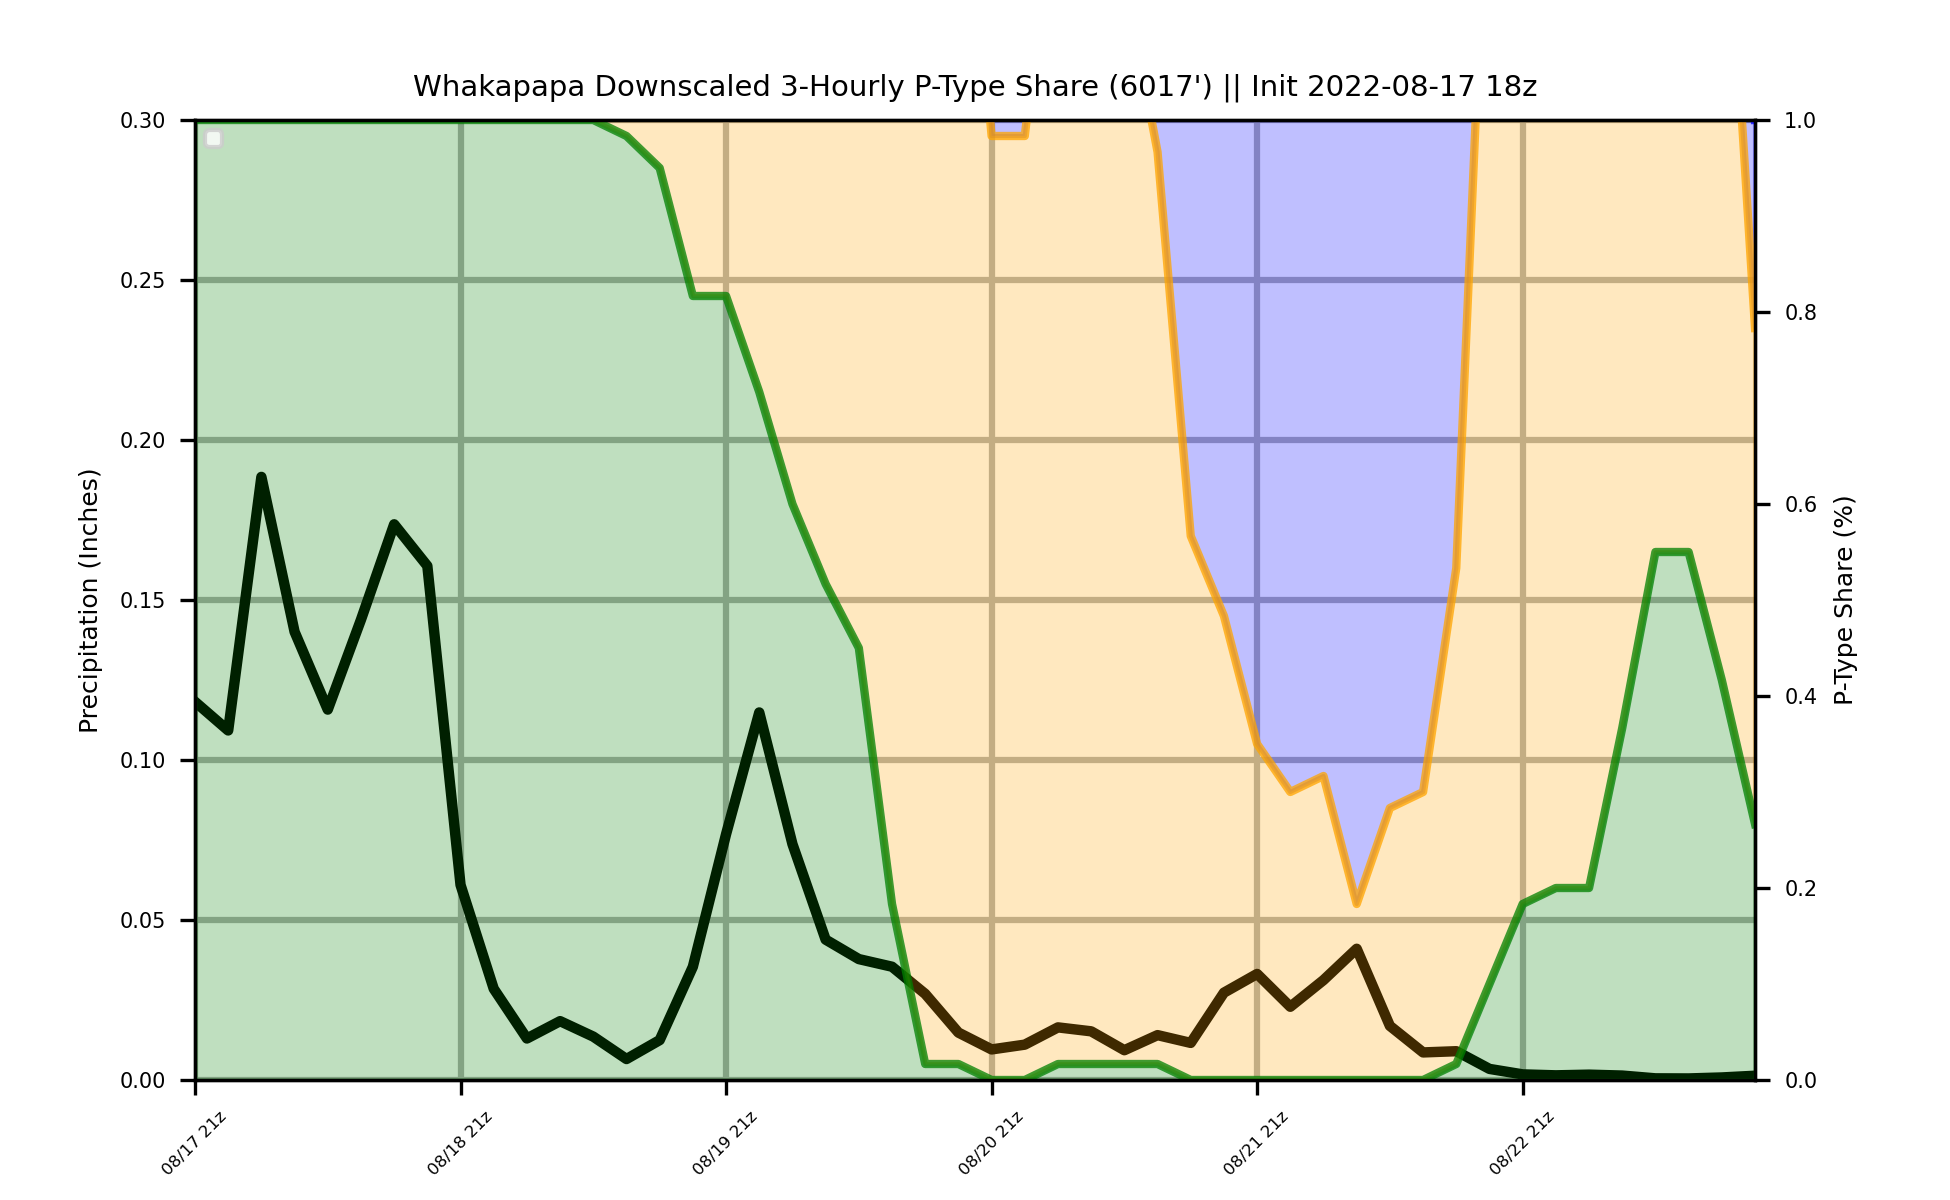 Whakapapa Downscaled 3-Hourly P-Type Share (6017') || Init 2022-08-17 18z
0.30
0.25
0.20
0.15
0.10
0.05
0.00
Precipitation (Inches)
1.0
0.8
0.6
0.4
0.2
0.0
P-Type Share (%)
08/17 21z
08/18 21z
08/19 21z
08/20 21z
08/21 21z
08/22 21z